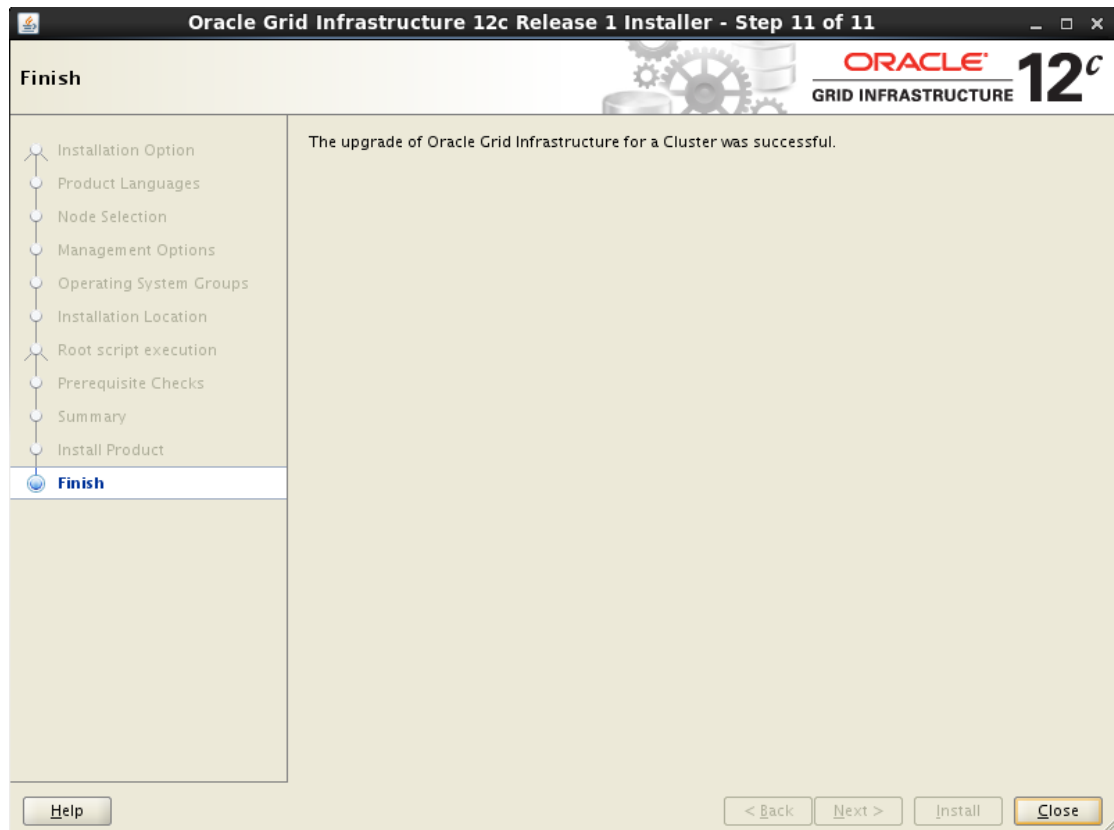 Oracle Grid Infrastructure 12c Release 1 Installer - Step 11 of 11
Finish
ORACLE®
GRID INFRASTRUCTURE
12c
Installation Option
Product Languages
Node Selection
Management Options
Operating System Groups
Installation Location
Root script execution
Prerequisite Checks
Summary
Install Product
Finish
The upgrade of Oracle Grid Infrastructure for a Cluster was successful.
Help
< Back
Next >
Install
Close